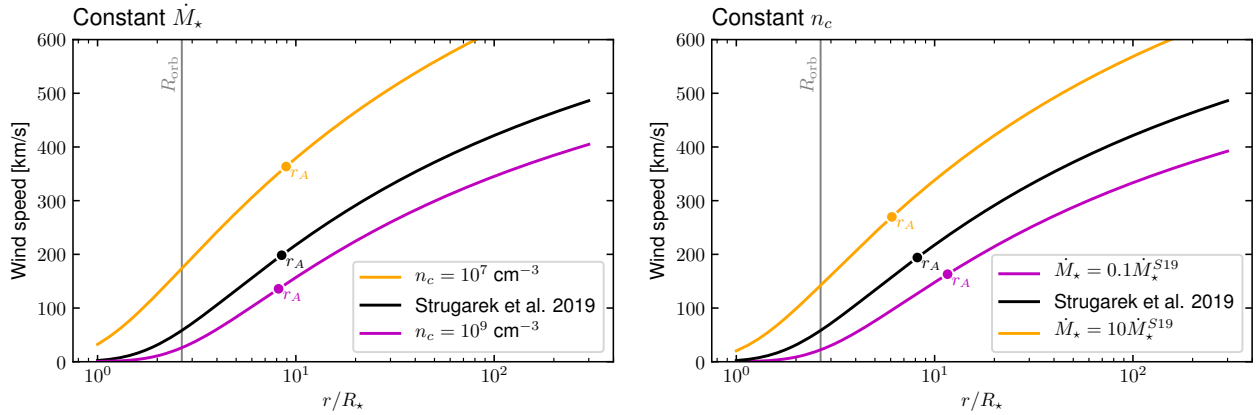 Constant Ṁ⋆
600
500
400
300
200
100
0
Wind speed [km/s]
R_orb
r_A
r_A
r_A
n_c = 10^7 cm^−3
Strugarek et al. 2019
n_c = 10^9 cm^−3
10^0
10^1
10^2
r/R⋆
Constant n_c
600
500
400
300
200
100
0
Wind speed [km/s]
R_orb
r_A
r_A
r_A
Ṁ⋆ = 0.1Ṁ⋆^S19
Strugarek et al. 2019
Ṁ⋆ = 10Ṁ⋆^S19
10^0
10^1
10^2
r/R⋆